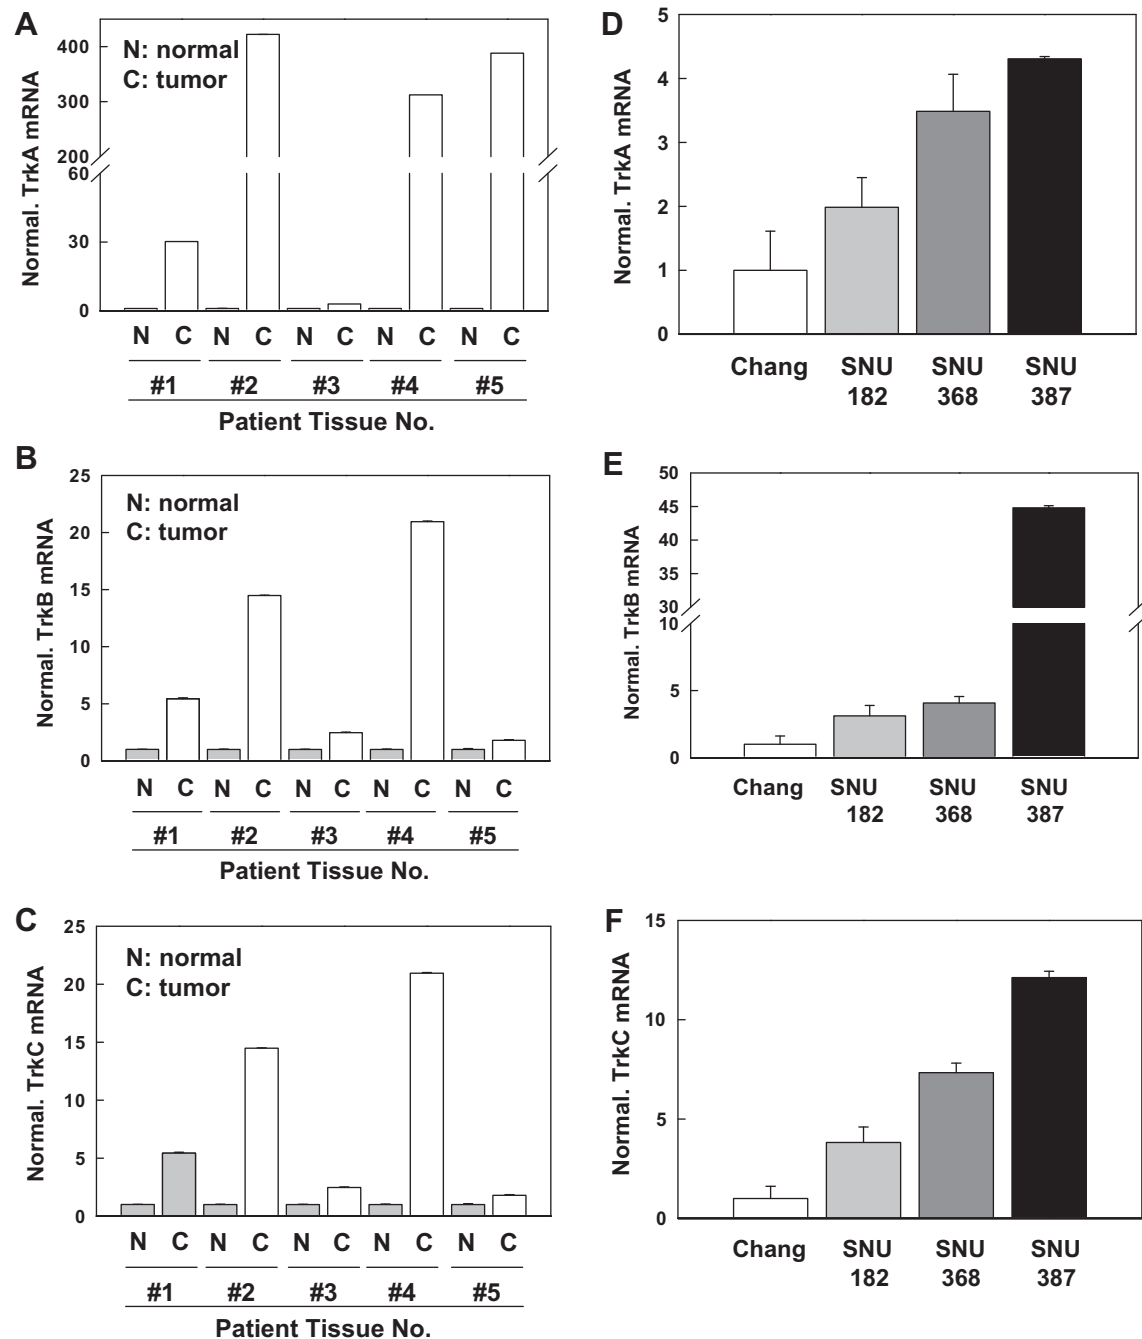 A
Normal. TrkA mRNA
400
300
200
60
30
0
N: normal
C: tumor
N C N C N C N C N C
#1 #2 #3 #4 #5
Patient Tissue No.
D
Normal. TrkA mRNA
5
4
3
2
1
0
Chang SNU SNU SNU
182 368 387
B
Normal. TrkB mRNA
25
20
15
10
5
0
N: normal
C: tumor
N C N C N C N C N C
#1 #2 #3 #4 #5
Patient Tissue No.
E
Normal. TrkB mRNA
50
45
40
35
30
10
5
0
Chang SNU SNU SNU
182 368 387
C
Normal. TrkC mRNA
25
20
15
10
5
0
N: normal
C: tumor
N C N C N C N C N C
#1 #2 #3 #4 #5
Patient Tissue No.
F
Normal. TrkC mRNA
15
10
5
0
Chang SNU SNU SNU
182 368 387